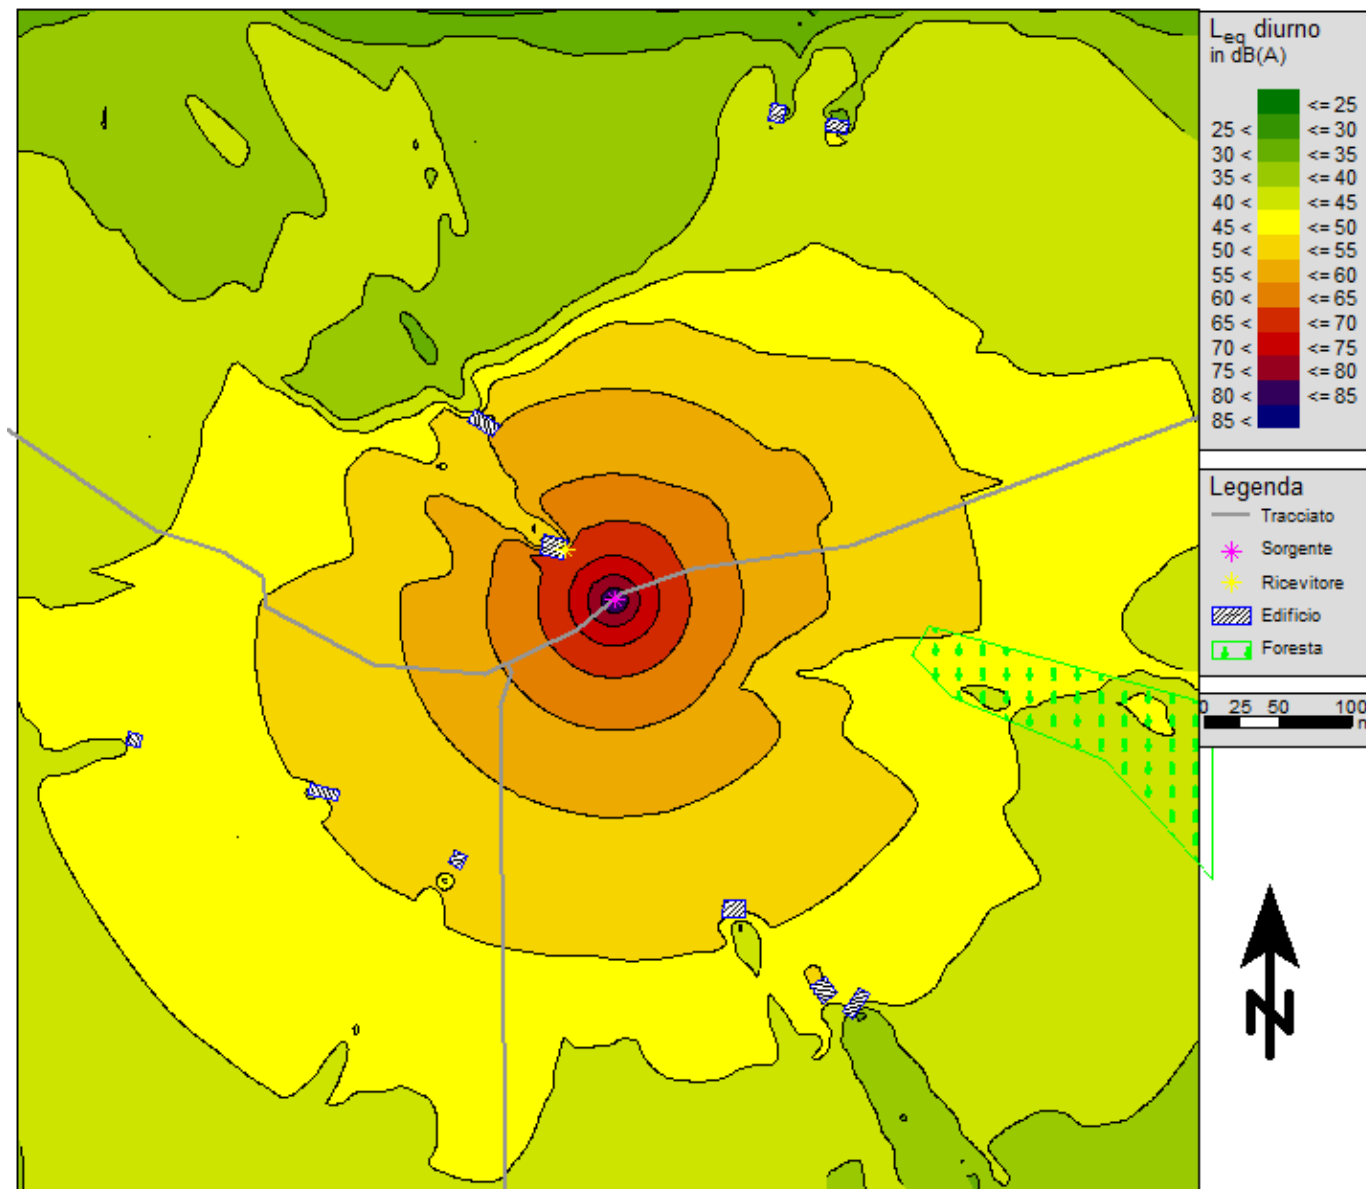 Leq diurno
in dB(A)
<= 25
25 < <= 30
30 < <= 35
35 < <= 40
40 < <= 45
45 < <= 50
50 < <= 55
55 < <= 60
60 < <= 65
65 < <= 70
70 < <= 75
75 < <= 80
80 < <= 85
85 <
Legenda
Tracciato
Sorgente
Ricevitore
Edificio
Foresta
0 25 50 100
N